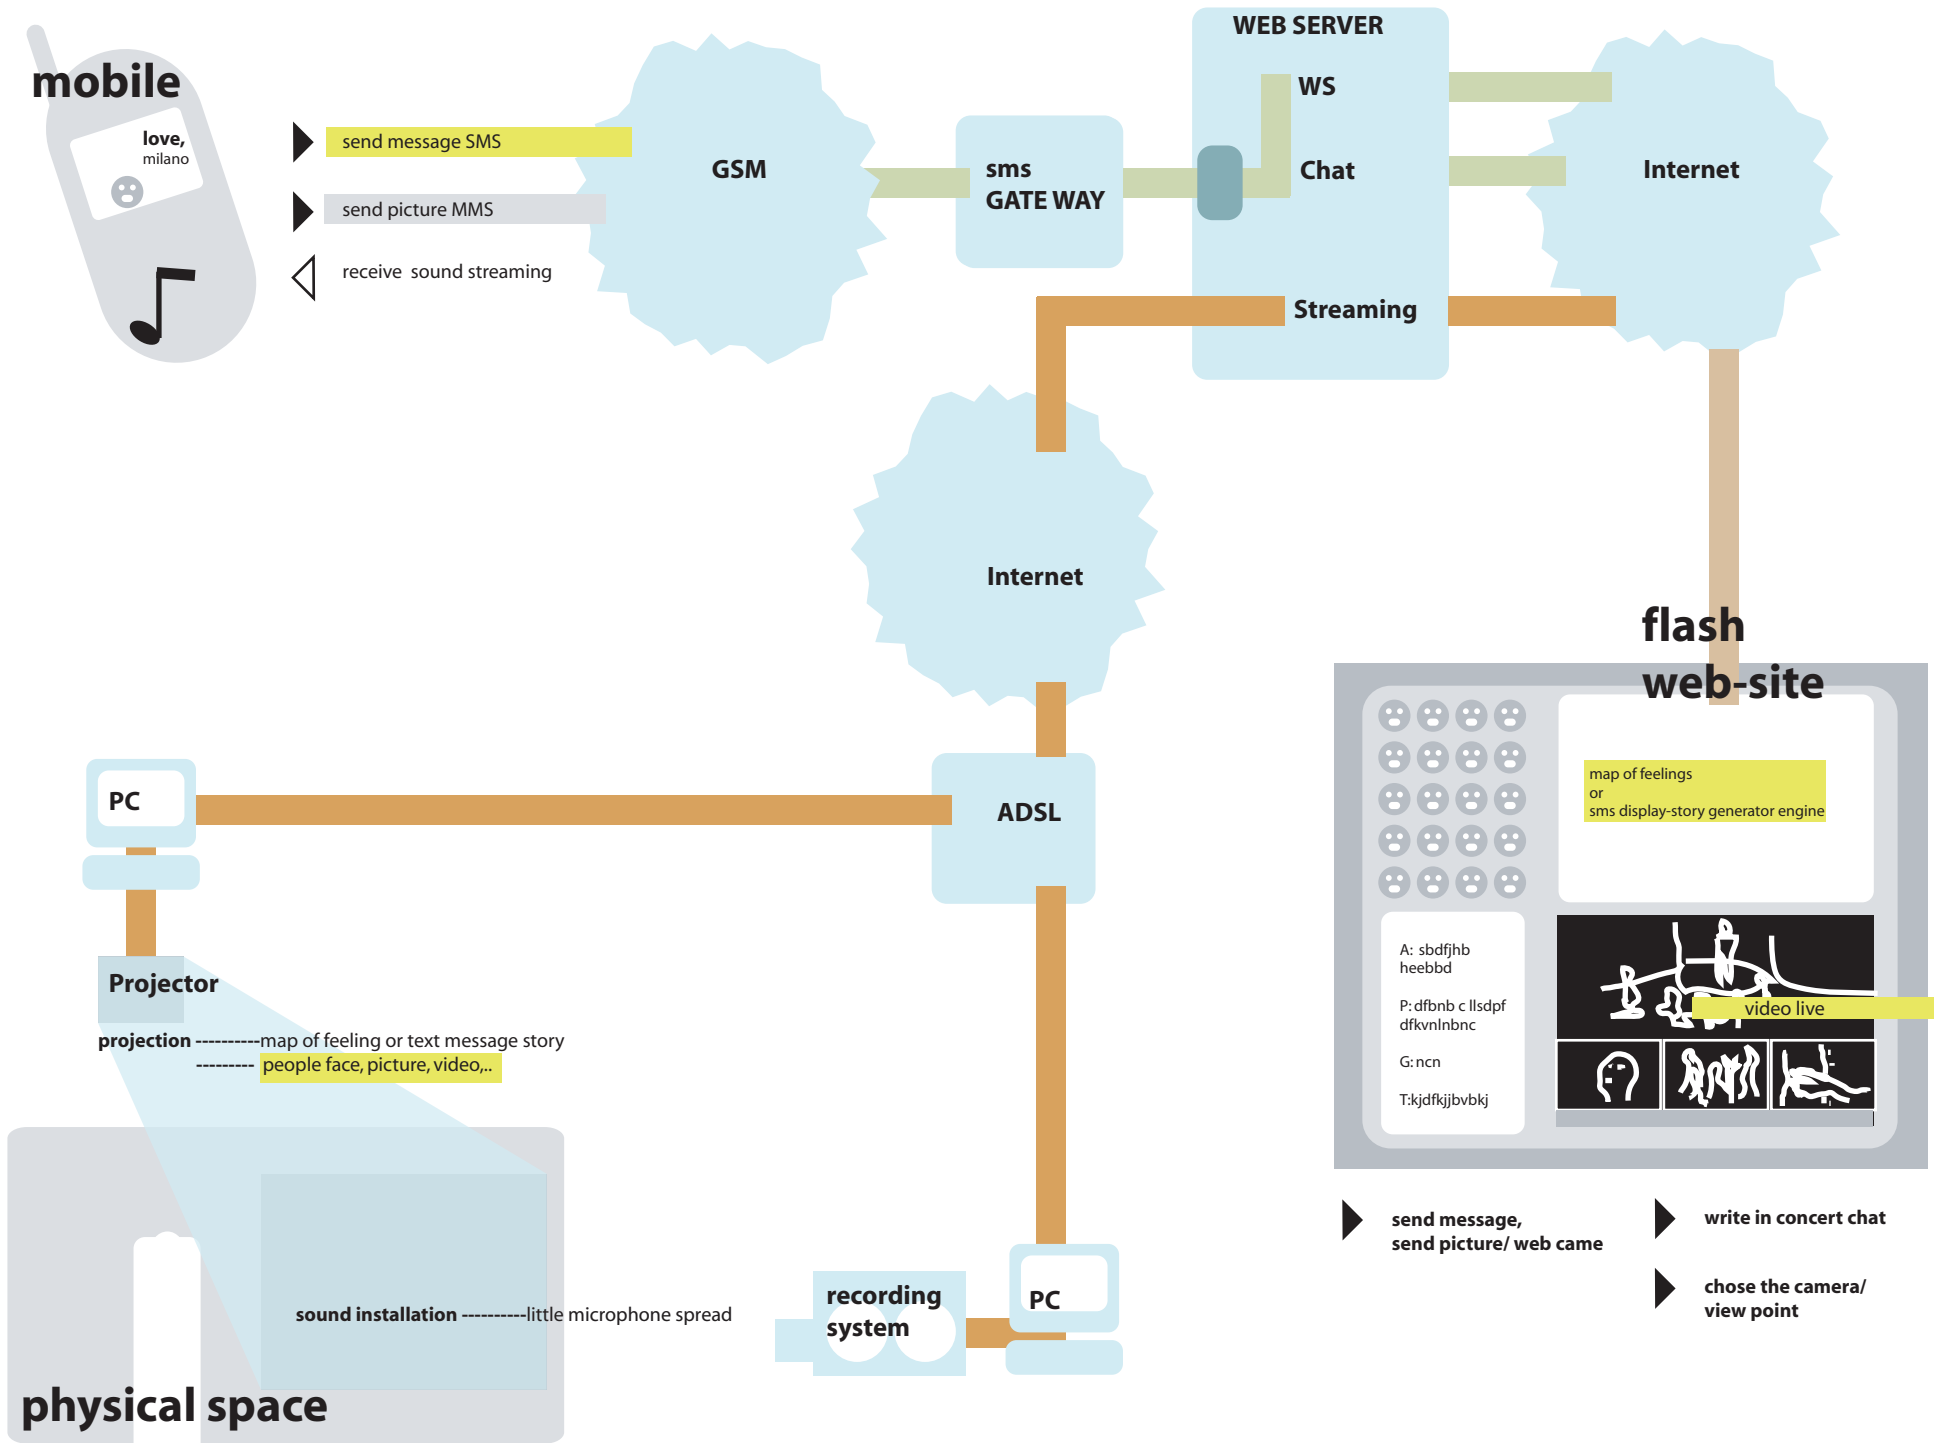 mobile
love,
milano
send message SMS
send picture MMS
receive sound streaming
GSM
sms
GATE WAY
WEB SERVER
WS
Chat
Streaming
Internet
Internet
flash
web-site
map of feelings
or
sms display-story generator engine
A: sbdfjhb
heebbd
P: dfbnb c llsdpf
dfkvnlnbnc
G: ncn
T:kjdfkjjbvbkj
video live
send message,
send picture/ web came
write in concert chat
chose the camera/
view point
ADSL
PC
Projector
projection ----------map of feeling or text message story
--------- people face, picture, video,..
sound installation ----------little microphone spread
physical space
recording
system
PC